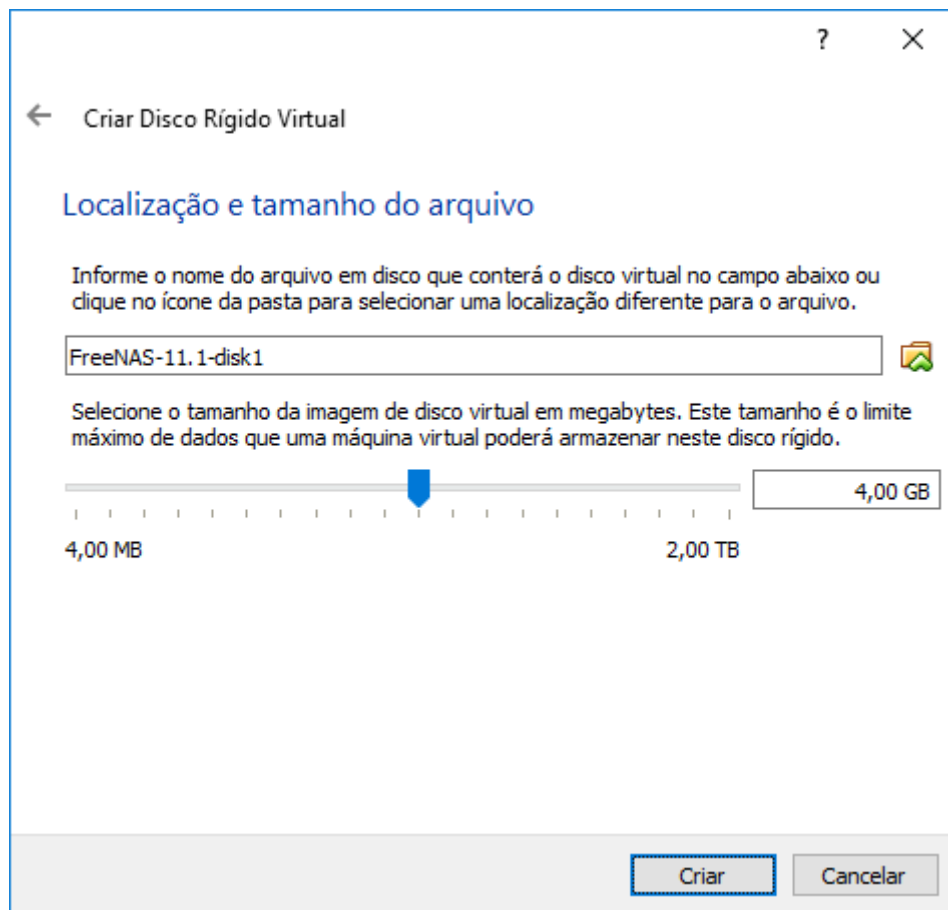 ?
Criar Disco Rígido Virtual
Localização e tamanho do arquivo
Informe o nome do arquivo em disco que conterá o disco virtual no campo abaixo ou
clique no ícone da pasta para selecionar uma localização diferente para o arquivo.
FreeNAS-11.1-disk1
Selecione o tamanho da imagem de disco virtual em megabytes. Este tamanho é o limite
máximo de dados que uma máquina virtual poderá armazenar neste disco rígido.
4,00 GB
4,00 MB
2,00 TB
Criar
Cancelar